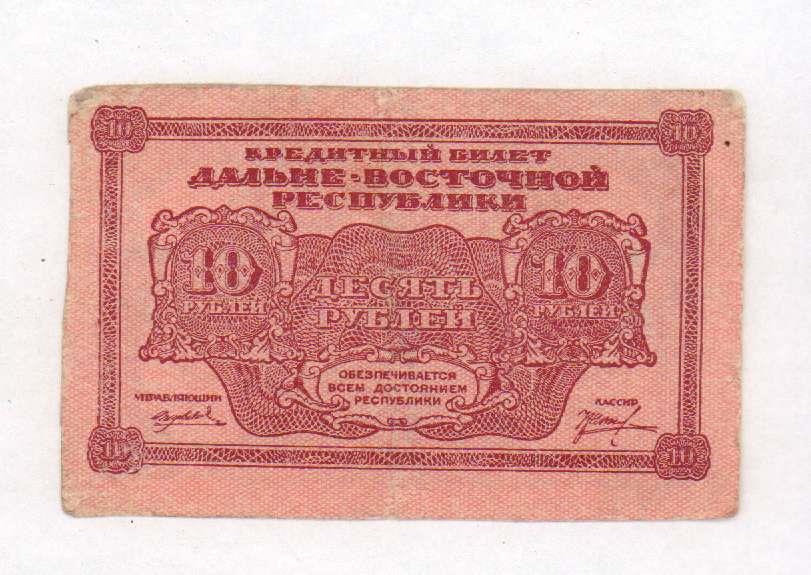 10 10
КРЕДИТНЫЙ БИЛЕТ
ДАЛЬНЕ-ВОСТОЧНОЙ
РЕСПУБЛИКИ
10 РУБЛЕЙ
ДЕСЯТЬ
РУБЛЕЙ
10 РУБЛЕЙ
ОБЕСПЕЧИВАЕТСЯ
ВСЕМ ДОСТОЯНИЕМ
РЕСПУБЛИКИ
УПРАВЛЯЮЩИЙ
КАССИР
10 10